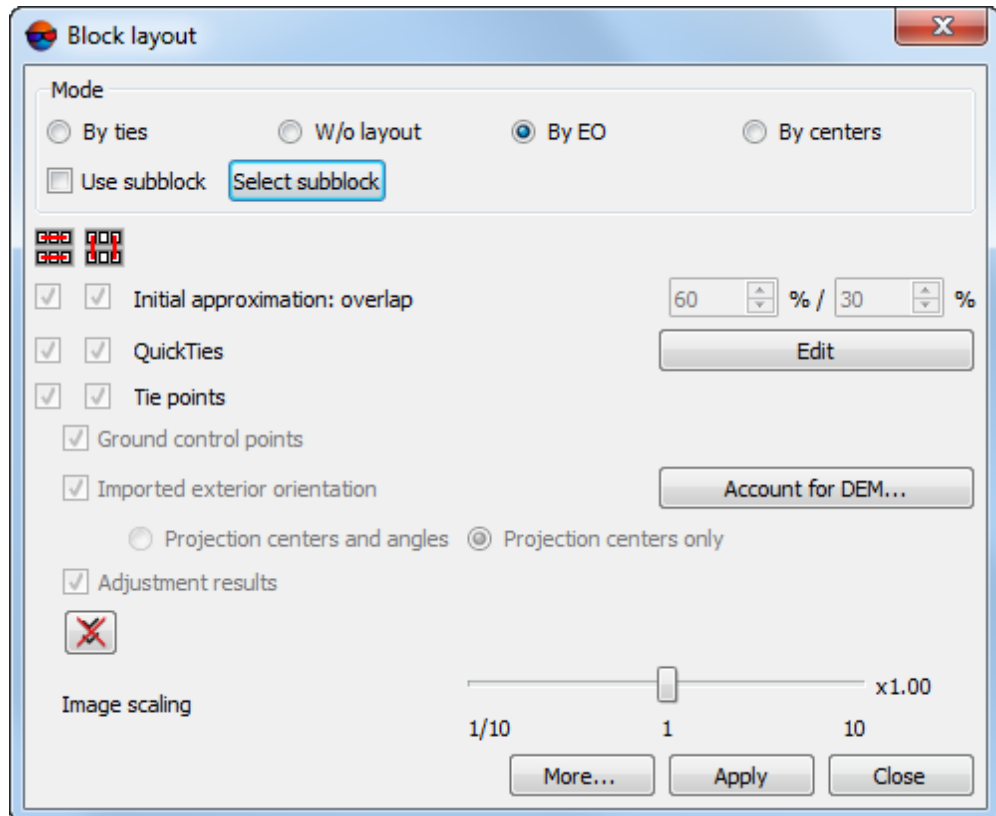 Block layout
Mode
By ties W/o layout By EO By centers
Use subblock Select subblock
Initial approximation: overlap 60 % / 30 %
QuickTies Edit
Tie points
Ground control points
Imported exterior orientation Account for DEM...
Projection centers and angles Projection centers only
Adjustment results
Image scaling x1.00
1/10 1 10
More... Apply Close